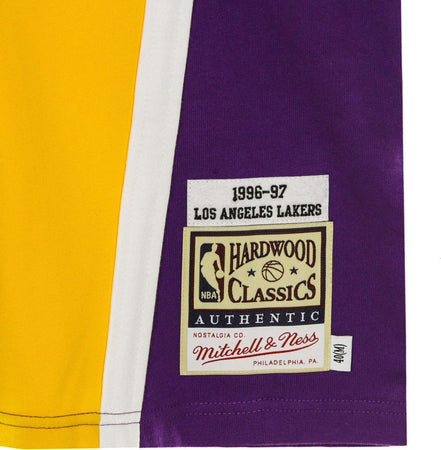 1996-97
LOS ANGELES LAKERS
HARDWOOD
NBA
CLASSICS
AUTHENTIC
NOSTALGIA CO.
Mitchell & Ness
PHILADELPHIA, PA.
40(M)